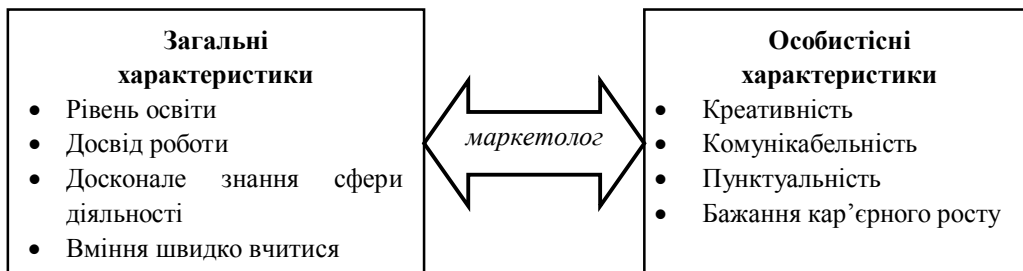 Загальні
характеристики
• Рівень освіти
• Досвід роботи
• Досконале знання сфери
діяльності
• Вміння швидко вчитися
маркетолог
Особистісні
характеристики
• Креативність
• Комунікабельність
• Пунктуальність
• Бажання кар’єрного росту